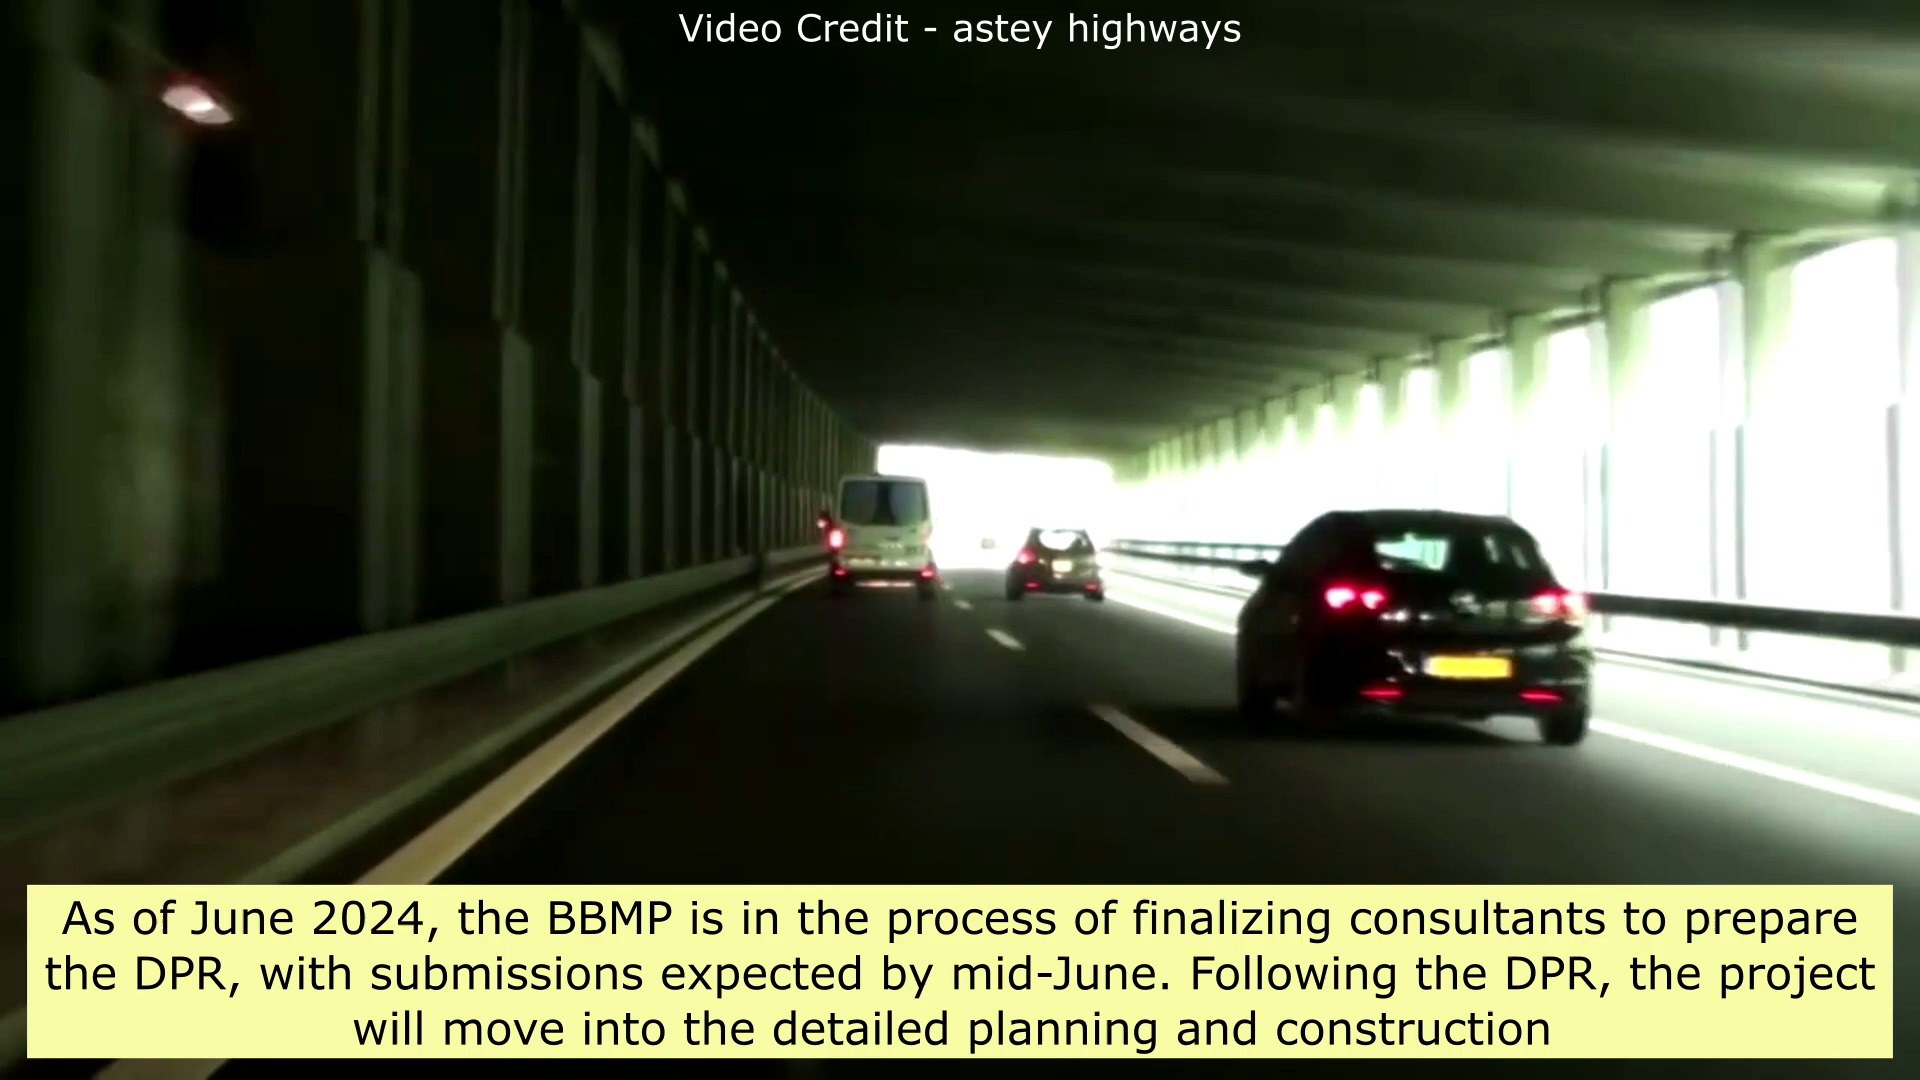 Video Credit - astey highways
As of June 2024, the BBMP is in the process of finalizing consultants to prepare
the DPR, with submissions expected by mid-June. Following the DPR, the project
will move into the detailed planning and construction